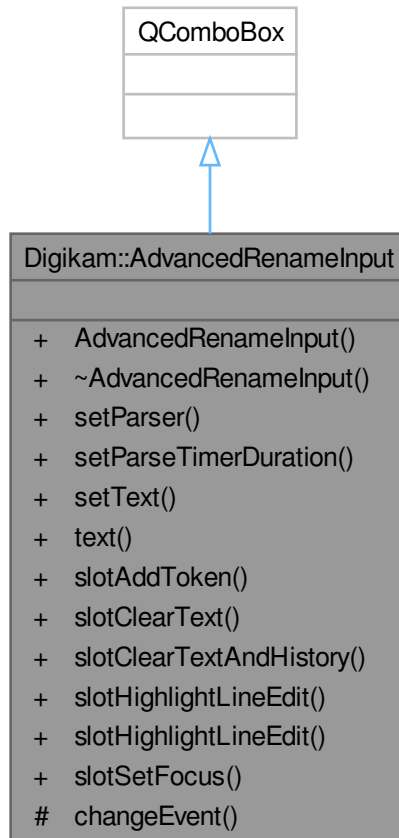 QComboBox
Digikam::AdvancedRenameInput
+ AdvancedRenameInput()
+ ~AdvancedRenameInput()
+ setParser()
+ setParseTimerDuration()
+ setText()
+ text()
+ slotAddToken()
+ slotClearText()
+ slotClearTextAndHistory()
+ slotHighlightLineEdit()
+ slotHighlightLineEdit()
+ slotSetFocus()
# changeEvent()